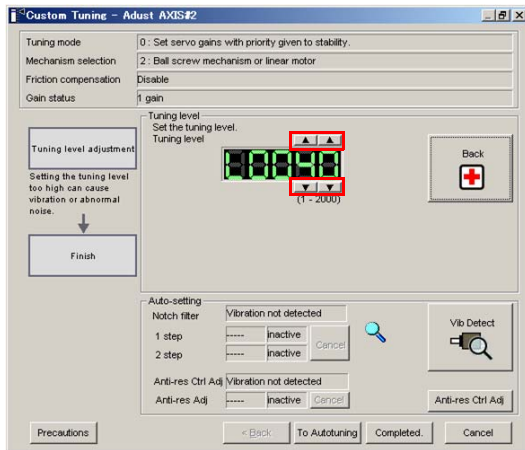 Custom Tuning - Adust AXIS#2
Tuning mode 0 : Set servo gains with priority given to stability.
Mechanism selection 2 : Ball screw mechanism or linear motor
Friction compensation Disable
Gain status 1 gain
Tuning level adjustment
Setting the tuning level
too high can cause
vibration or abnormal
noise.
Finish
Tuning level
Set the tuning level.
Tuning level
L0040
(1 - 2000)
Back
Auto-setting
Notch filter Vibration not detected
1 step ----- inactive
Cancel
2 step ----- inactive
Anti-res Ctrl Adj Vibration not detected
Anti-res Adj ----- inactive Cancel
Vib Detect
Anti-res Ctrl Adj
Precautions < Back To Autotuning Completed. Cancel